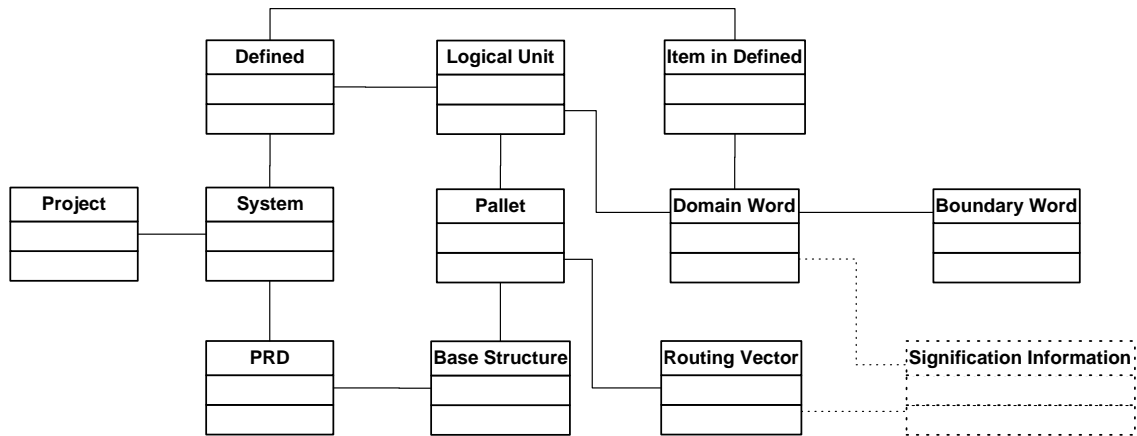 Defined
Logical Unit
Item in Defined
Project
System
Pallet
Domain Word
Boundary Word
PRD
Base Structure
Routing Vector
Signification Information